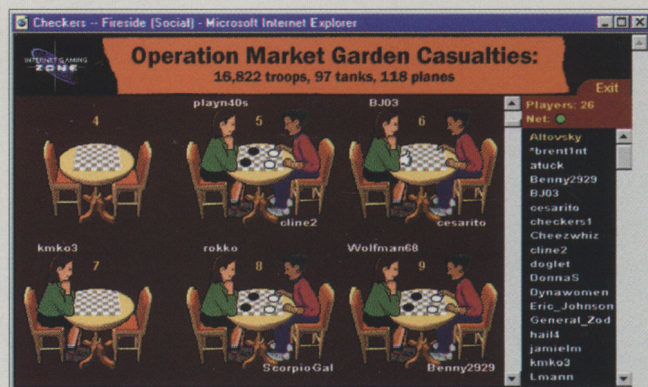 Checkers -- Fireside (Social) - Microsoft Internet Explorer
INTERNET GAMING
ZONE
Operation Market Garden Casualties:
16,822 troops, 97 tanks, 118 planes
Exit
Players: 26
Net:
playn40s
BJ03
4
5
6
cline2
cesarito
kmko3
rokko
Wolfman68
7
8
9
ScorpioGal
Benny2929
Altovsky
*brent1nt
atuck
Benny2929
BJ03
cesarito
checkers1
Cheezwhiz
cline2
doglet
DonnaS
Dynawomen
Eric_Johnson
General_Zod
hail4
jamielm
kmko3
Lmann